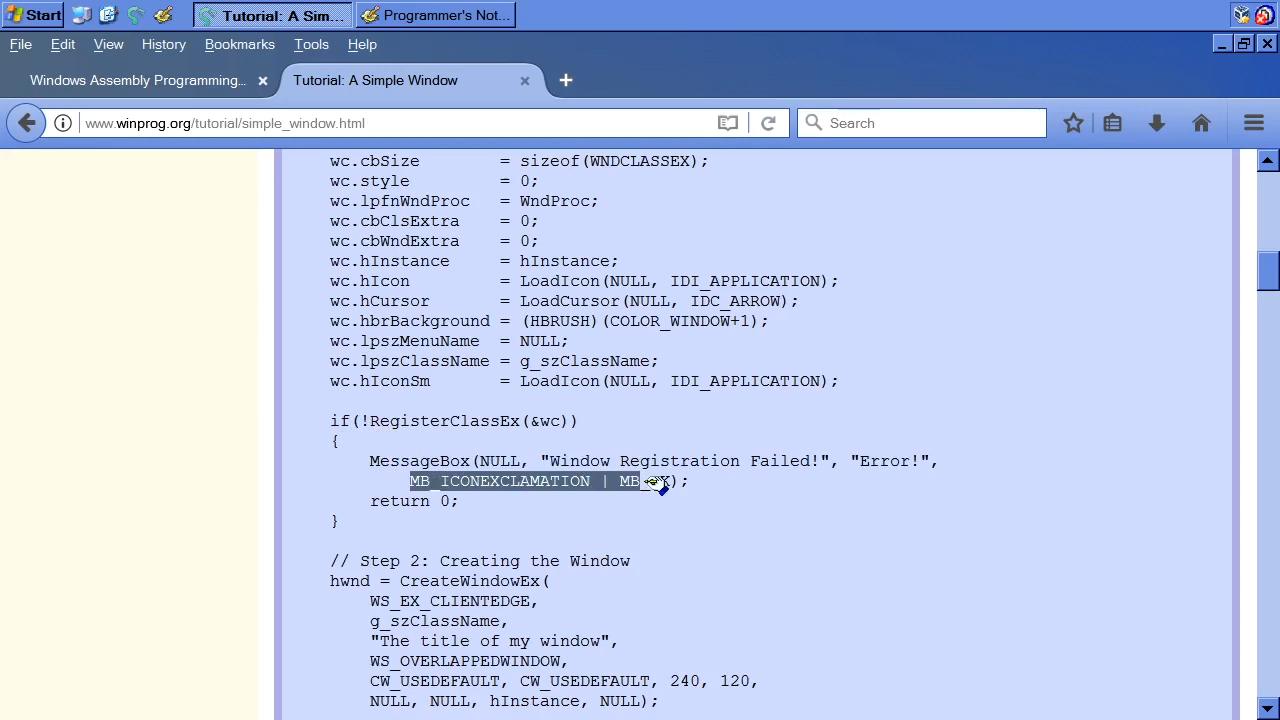 Start Tutorial: A Sim... Programmer's Not...
File Edit View History Bookmarks Tools Help
Windows Assembly Programming... Tutorial: A Simple Window
www.winprog.org/tutorial/simple_window.html Search
wc.cbSize        = sizeof(WNDCLASSEX);
wc.style         = 0;
wc.lpfnWndProc   = WndProc;
wc.cbClsExtra    = 0;
wc.cbWndExtra    = 0;
wc.hInstance     = hInstance;
wc.hIcon         = LoadIcon(NULL, IDI_APPLICATION);
wc.hCursor       = LoadCursor(NULL, IDC_ARROW);
wc.hbrBackground = (HBRUSH)(COLOR_WINDOW+1);
wc.lpszMenuName  = NULL;
wc.lpszClassName = g_szClassName;
wc.hIconSm       = LoadIcon(NULL, IDI_APPLICATION);
if(!RegisterClassEx(&wc))
{
MessageBox(NULL, "Window Registration Failed!", "Error!",
MB_ICONEXCLAMATION | );
return 0;
}
// Step 2: Creating the Window
hwnd = CreateWindowEx(
WS_EX_CLIENTEDGE,
g_szClassName,
"The title of my window",
WS_OVERLAPPEDWINDOW,
CW_USEDEFAULT, CW_USEDEFAULT, 240, 120,
NULL, NULL, hInstance, NULL);